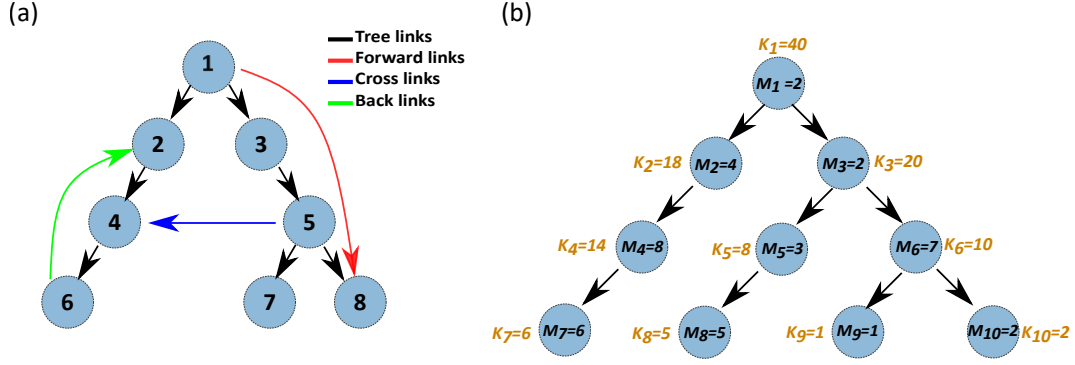 (a)
Tree links
Forward links
Cross links
Back links
1
2
3
4
5
6
7
8
(b)
K1=40
M1 =2
K2=18
M2=4
M3=2
K3=20
K4=14
M4=8
K5=8
M5=3
M6=7
K6=10
K7=6
M7=6
K8=5
M8=5
K9=1
M9=1
M10=2
K10=2